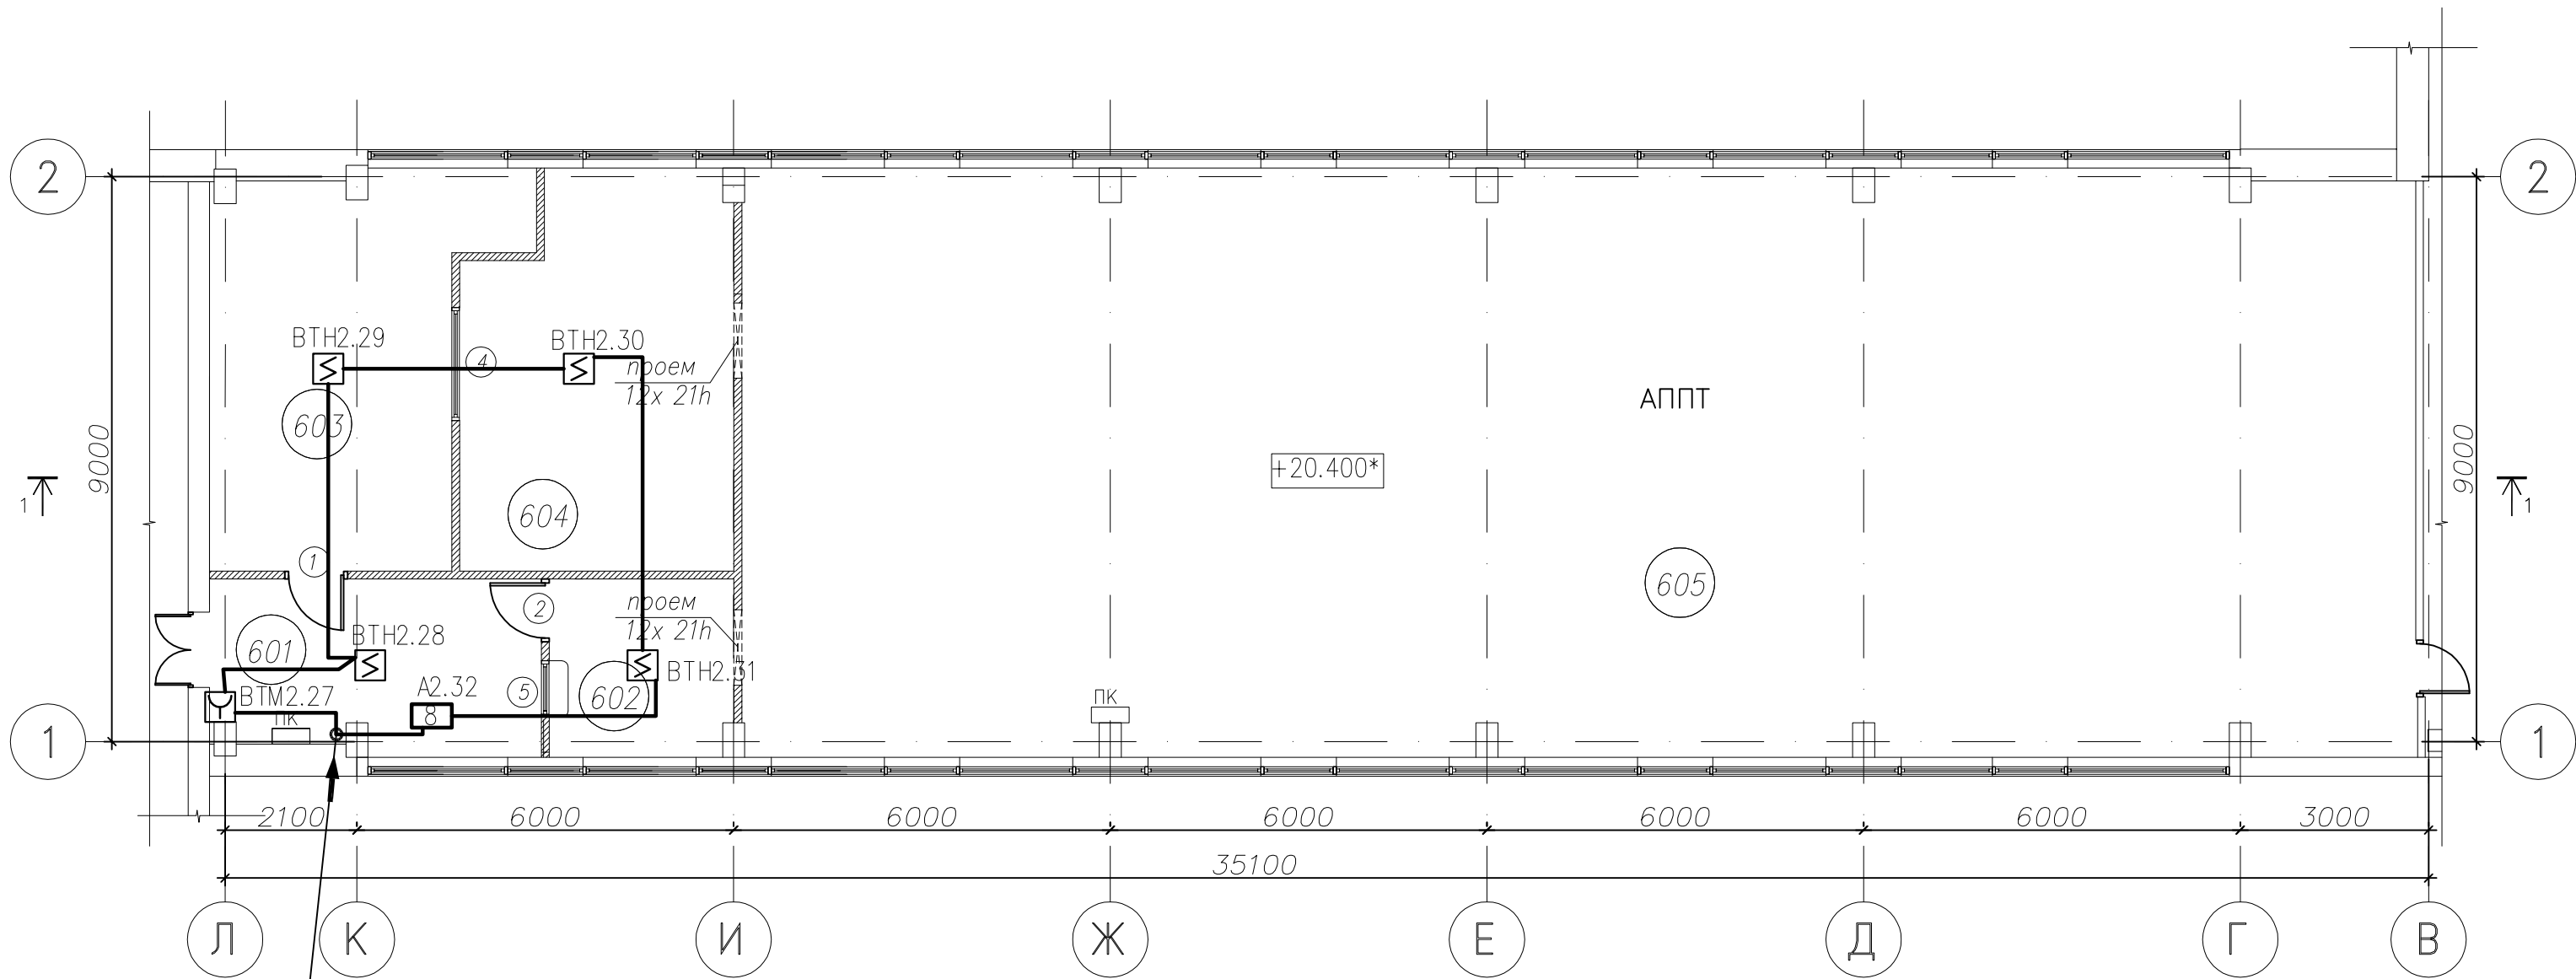 2
2
ВТН2.29
ВТН2.30
4
проем
12х 21h
603
АППТ
9000
+20.400*
9000
1
1
604
1
605
2
проем
12х 21h
ВТН2.28
601
ВТН2.31
5
602
А2.32
8
ВТМ2.27
ПК
ПК
1
1
2100
6000
6000
6000
6000
6000
3000
35100
Л
К
И
Ж
Е
Д
Г
В